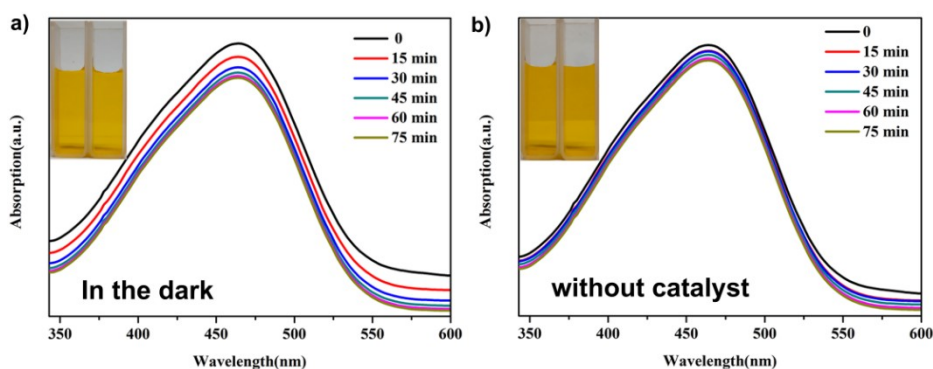 a)
0
15 min
30 min
45 min
60 min
75 min
Absorption(a.u.)
In the dark
350 400 450 500 550 600
Wavelength(nm)
b)
0
15 min
30 min
45 min
60 min
75 min
Absorption(a.u.)
without catalyst
350 400 450 500 550 600
Wavelength(nm)